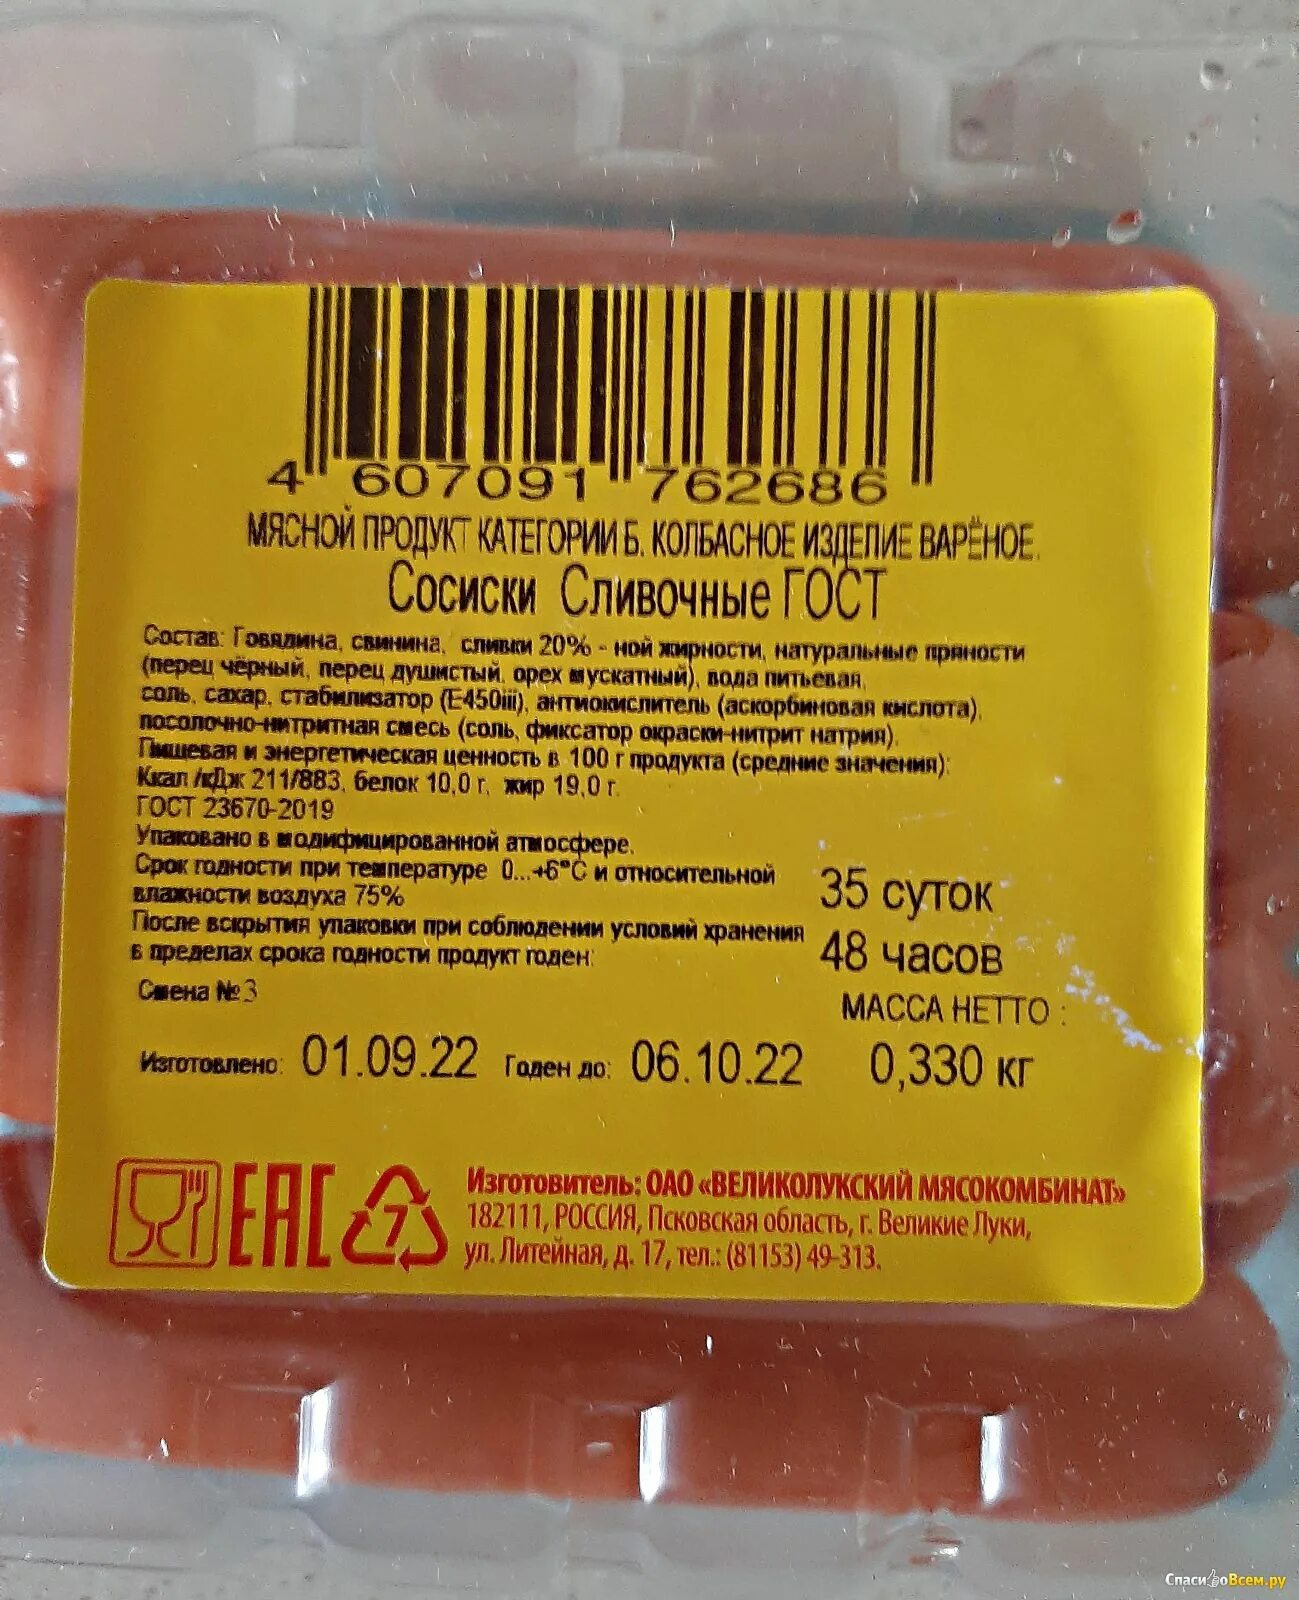 4 607091 762686
МЯСНОЙ ПРОДУКТ КАТЕГОРИИ Б. КОЛБАСНОЕ ИЗДЕЛИЕ ВАРЁНОЕ.
Сосиски Сливочные ГОСТ
Состав: Говядина, свинина, сливки 20% - ной жирности, натуральные пряности
(перец чёрный, перец душистый, орех мускатный), вода питьевая,
соль, сахар, стабилизатор (Е450iii), антиокислитель (аскорбиновая кислота),
посолочно-нитритная смесь (соль, фиксатор окраски-нитрит натрия).
Пищевая и энергетическая ценность в 100 г продукта (средние значения):
Ккал /кДж 211/883, белок 10,0 г, жир 19,0 г.
ГОСТ 23670-2019
Упаковано в модифицированной атмосфере.
Срок годности при температуре 0...+6°С и относительной
влажности воздуха 75% 35 суток
После вскрытия упаковки при соблюдении условий хранения
в пределах срока годности продукт годен: 48 часов
Смена №3
МАССА НЕТТО :
Изготовлено: 01.09.22 Годен до: 06.10.22 0,330 кг
EAC 7
Изготовитель: ОАО «ВЕЛИКОЛУКСКИЙ МЯСОКОМБИНАТ»
182111, РОССИЯ, Псковская область, г. Великие Луки,
ул. Литейная, д. 17, тел.: (81153) 49-313.
СпасибоВсем.ру